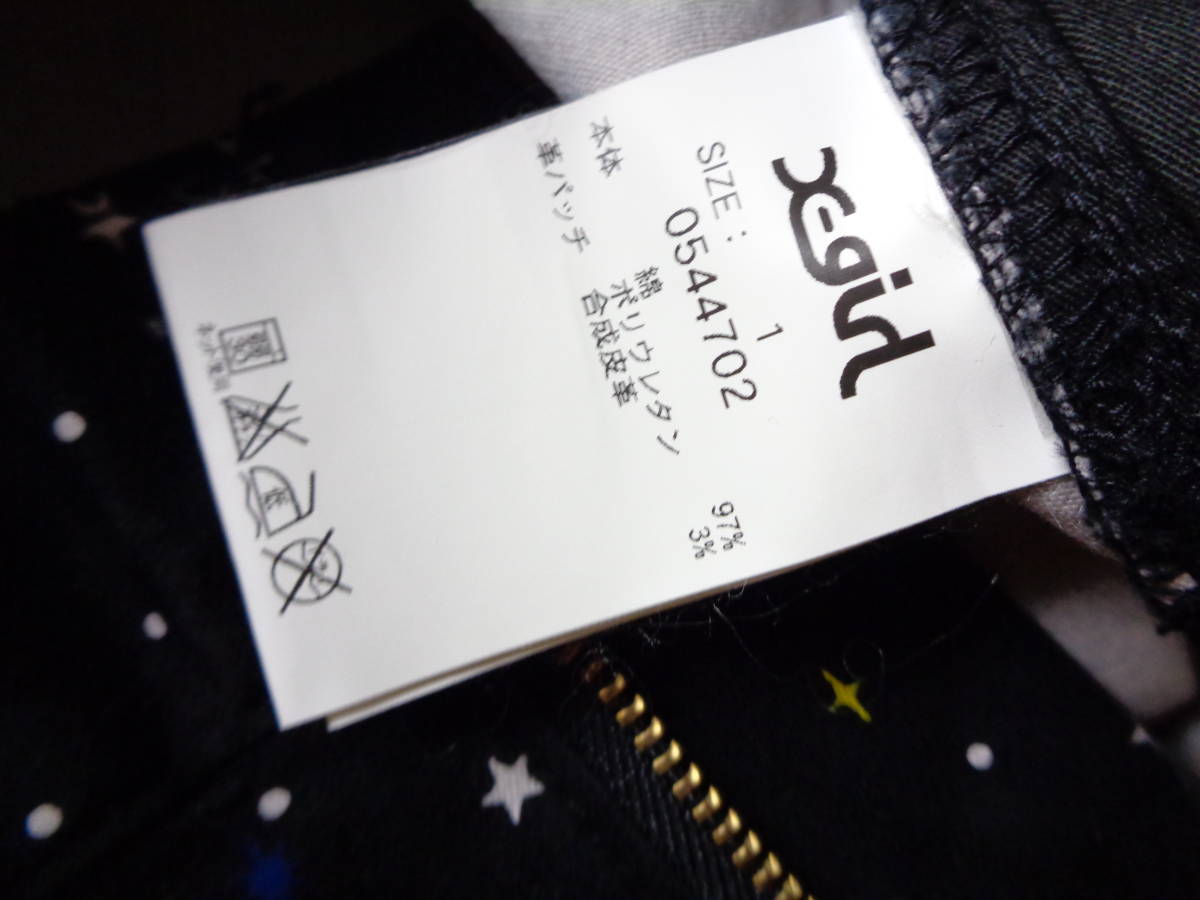 X-girl
SIZE: 1
0544702
本体 綿 97%
ポリウレタン 3%
革パッチ 合成皮革